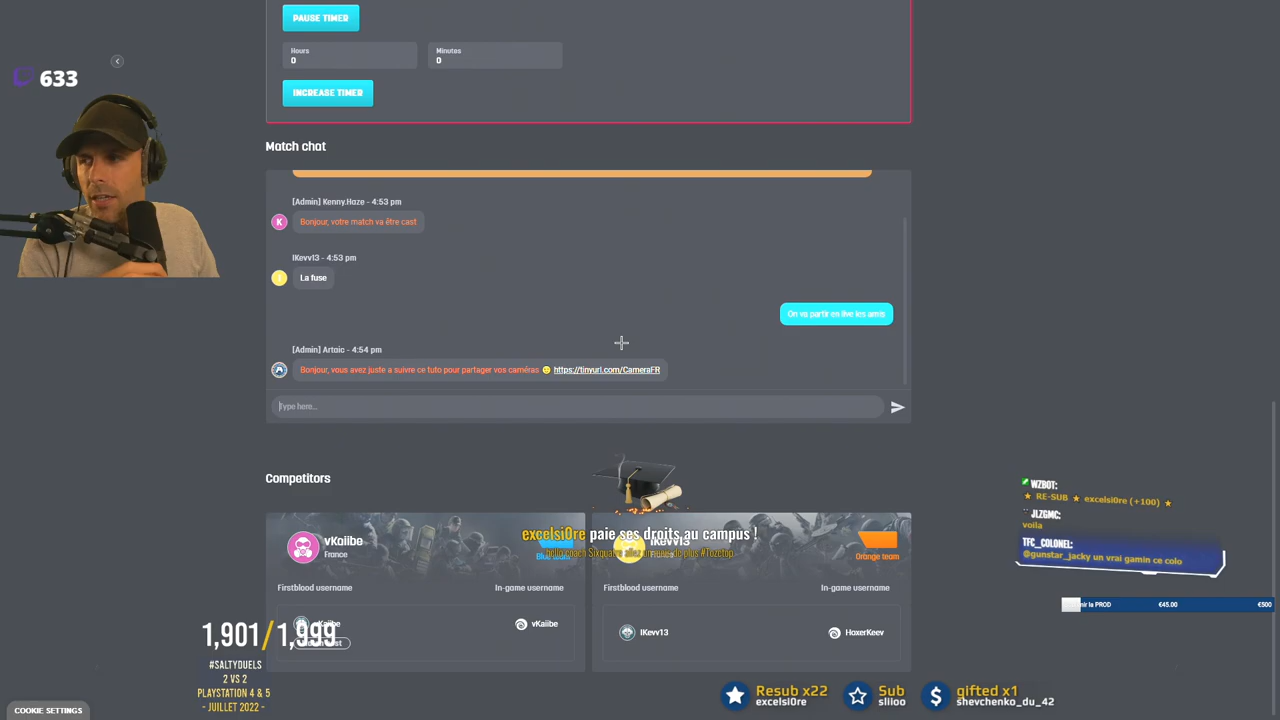 PAUSE TIMER
633
Hours
0
Minutes
0
INCREASE TIMER
Match chat
[Admin] Kenny.Haze - 4:53 pm
K
Bonjour, votre match va être cast
IKevv13 - 4:53 pm
La fuse
On va partir en live les amis
[Admin] Artaic - 4:54 pm
Bonjour, vous avez juste a suivre ce tuto pour partager vos caméras https://tinyurl.com/CameraFR
Type here...
Competitors
vKaiibe
France
Blue team
IKevv13
Orange team
excelsi0re paie ses droits au campus !
Firstblood username
In-game username
Firstblood username
In-game username
vKaiibe
IKevv13
HoxerKeev
1,901/1,999
#SALTYDUELS
2 VS 2
PLAYSTATION 4 & 5
- JUILLET 2022 -
WZBOT:
★ RE-SUB ★ excelsi0re (+100) ★
JLZGMC:
voila
TFC_COLONEL:
@gunstar_jacky un vrai gamin ce colo
la PROD
€45.00
€500
Resub x22
excelsi0re
Sub
sliioo
gifted x1
shevchenko_du_42
COOKIE SETTINGS